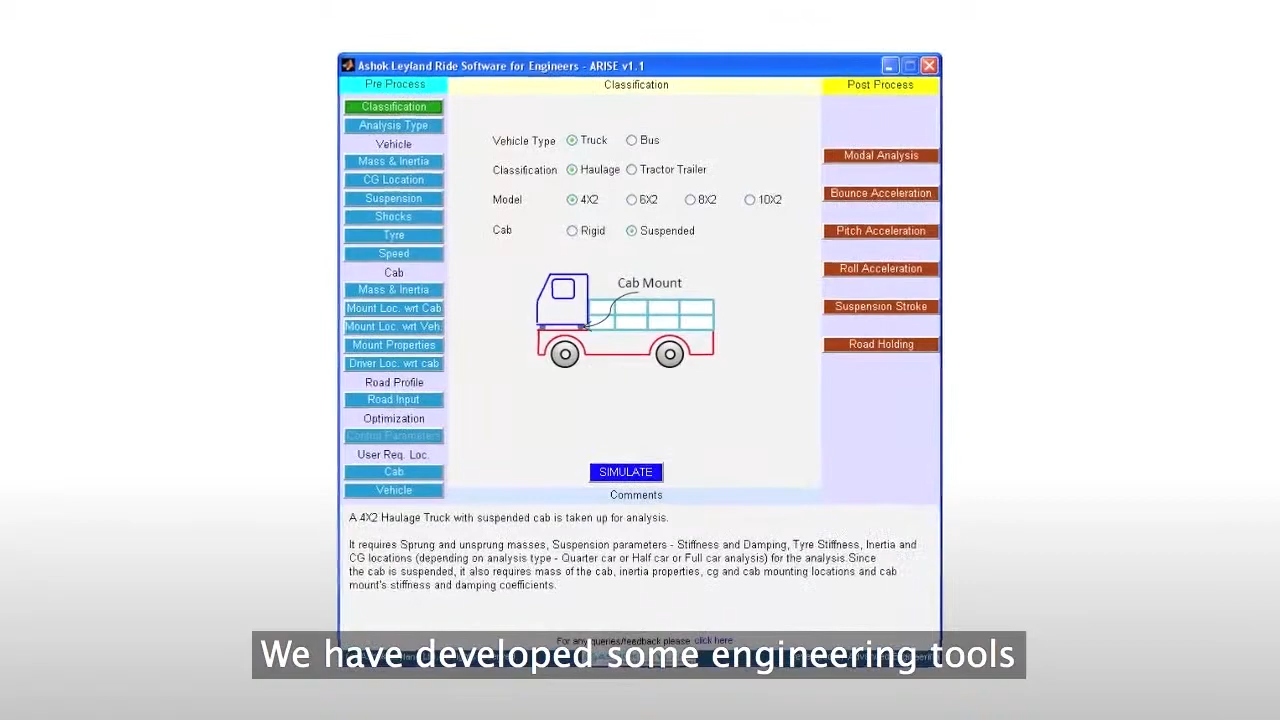 Ashok Leyland Ride Software for Engineers - ARISE v1.1
Pre Process
Classification
Analysis Type
Vehicle
Mass & Inertia
CG Location
Suspension
Shocks
Tyre
Speed
Cab
Mass & Inertia
Mount Loc. wrt Cab
Mount Loc. wrt Veh.
Mount Properties
Driver Loc. wrt cab
Road Profile
Road Input
Optimization
Control Parameters
User Req. Loc.
Cab
Vehicle
Classification
Vehicle Type Truck Bus
Classification Haulage Tractor Trailer
Model 4X2 6X2 8X2 10X2
Cab Rigid Suspended
Cab Mount
SIMULATE
Post Process
Modal Analysis
Bounce Acceleration
Pitch Acceleration
Roll Acceleration
Suspension Stroke
Road Holding
Comments
A 4X2 Haulage Truck with suspended cab is taken up for analysis.
It requires Sprung and unsprung masses, Suspension parameters - Stiffness and Damping, Tyre Stiffness, Inertia and
CG locations (depending on analysis type - Quarter car or Half car or Full car analysis) for the analysis.Since
the cab is suspended, it also requires mass of the cab, inertia properties, cg and cab mounting locations and cab
mount's stiffness and damping coefficients.
For any queries/feedback please click here
We have developed some engineering tools